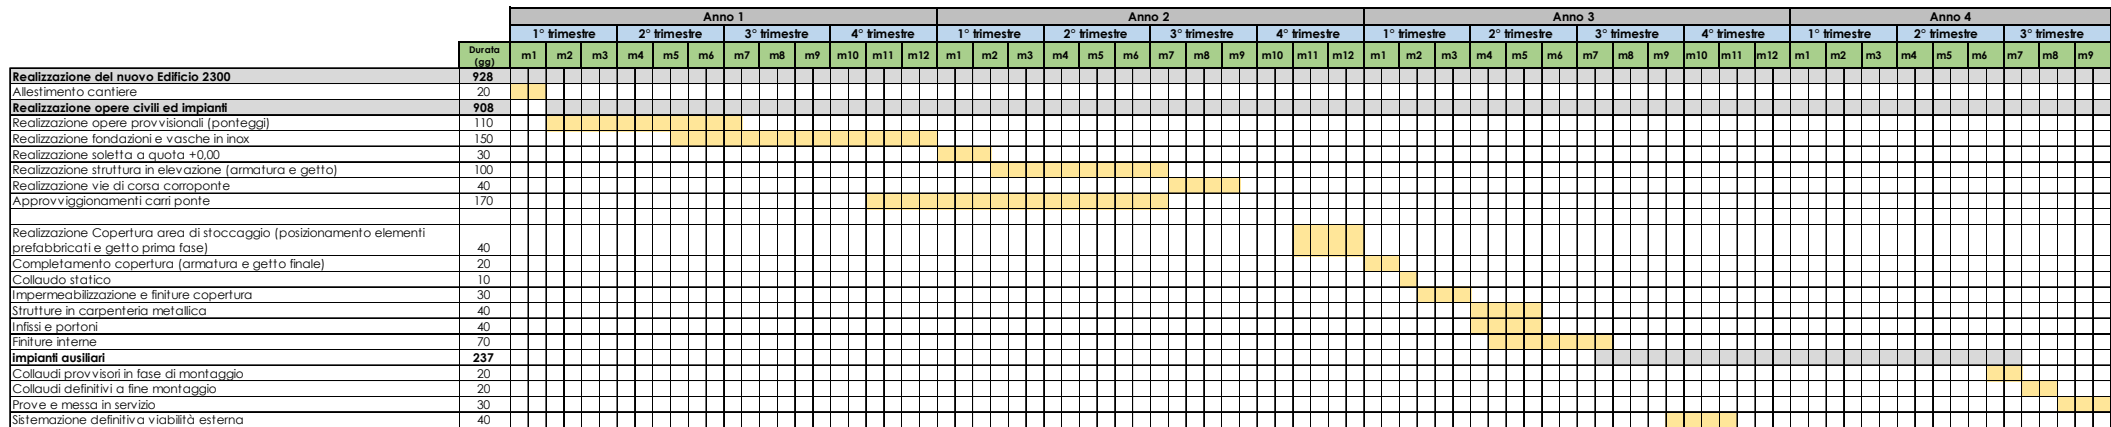 Anno 1 Anno 2 Anno 3 Anno 4
1° trimestre 2° trimestre 3° trimestre 4° trimestre 1° trimestre 2° trimestre 3° trimestre 4° trimestre 1° trimestre 2° trimestre 3° trimestre 4° trimestre 1° trimestre 2° trimestre 3° trimestre
Durata
(gg) m1 m2 m3 m4 m5 m6 m7 m8 m9 m10 m11 m12 m1 m2 m3 m4 m5 m6 m7 m8 m9 m10 m11 m12 m1 m2 m3 m4 m5 m6 m7 m8 m9 m10 m11 m12 m1 m2 m3 m4 m5 m6 m7 m8 m9
Realizzazione del nuovo Edificio 2300 928
Allestimento cantiere 20
Realizzazione opere civili ed impianti 908
Realizzazione opere provvisionali (ponteggi) 110
Realizzazione fondazioni e vasche in inox 150
Realizzazione soletta a quota +0,00 30
Realizzazione struttura in elevazione (armatura e getto) 100
Realizzazione vie di corsa corroponte 40
Approvviggionamenti carri ponte 170
Realizzazione Copertura area di stoccaggio (posizionamento elementi
prefabbricati e getto prima fase) 40
Completamento copertura (armatura e getto finale) 20
Collaudo statico 10
Impermeabilizzazione e finiture copertura 30
Strutture in carpenteria metallica 40
Infissi e portoni 40
Finiture interne 70
impianti ausiliari 237
Collaudi provvisori in fase di montaggio 20
Collaudi definitivi a fine montaggio 20
Prove e messa in servizio 30
Sistemazione definitiva viabilità esterna 40